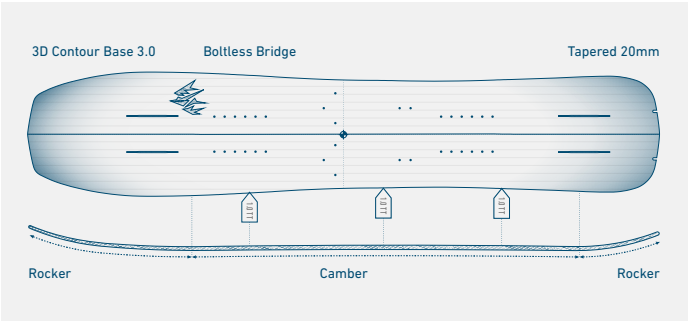 3D Contour Base 3.0
Boltless Bridge
Tapered 20mm
Rocker
Camber
Rocker